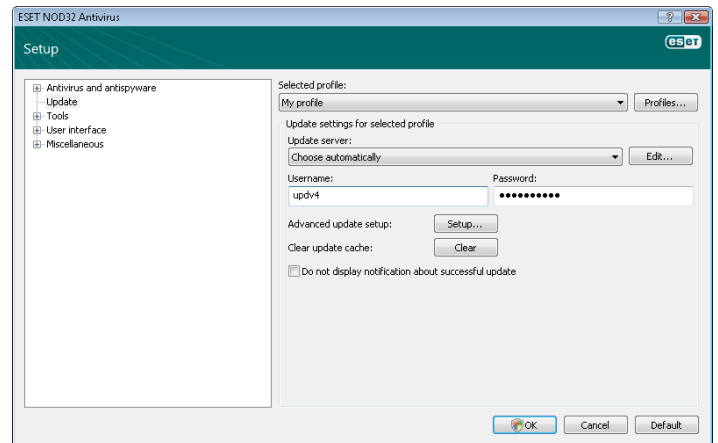 ESET NOD32 Antivirus
Setup
eset
Antivirus and antispyware
Update
Tools
User interface
Miscellaneous
Selected profile:
My profile
Profiles...
Update settings for selected profile
Update server:
Choose automatically
Edit...
Username:
Password:
updv4
••••••••••
Advanced update setup:
Setup...
Clear update cache:
Clear
Do not display notification about successful update
OK
Cancel
Default